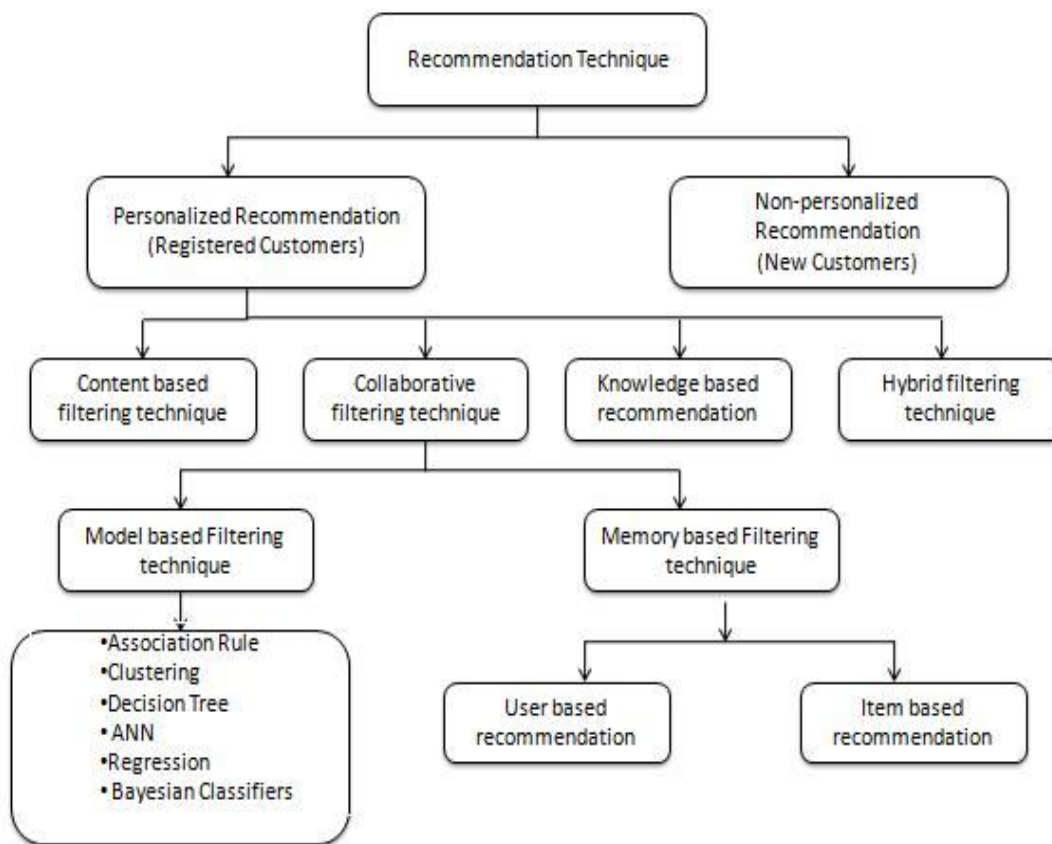 Recommendation Technique
Personalized Recommendation
(Registered Customers)
Non-personalized
Recommendation
(New Customers)
Content based
filtering technique
Collaborative
filtering technique
Knowledge based
recommendation
Hybrid filtering
technique
Model based Filtering
technique
Memory based Filtering
technique
•Association Rule
•Clustering
•Decision Tree
• ANN
•Regression
• Bayesian Classifiers
User based
recommendation
Item based
recommendation